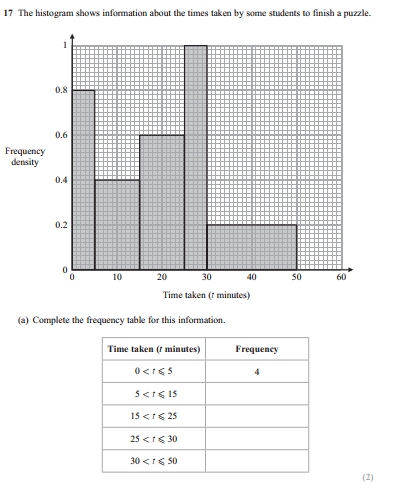 17 The histogram shows information about the times taken by some students to finish a puzzle.
1
0.8
0.6
Frequency
density
0.4
0.2
0
0 10 20 30 40 50 60
Time taken (t minutes)
(a) Complete the frequency table for this information.
Time taken (t minutes) Frequency
0 < t ⩽ 5 4
5 < t ⩽ 15
15 < t ⩽ 25
25 < t ⩽ 30
30 < t ⩽ 50
(2)